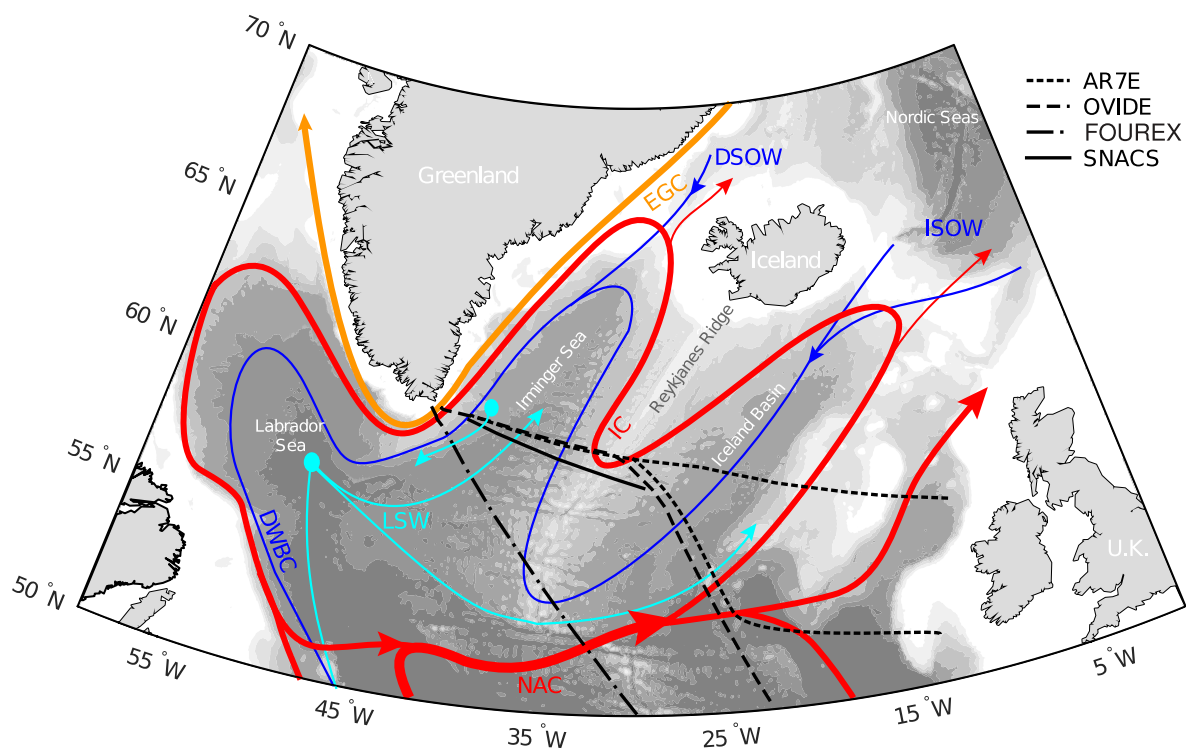 70 °N
65 °N
60 °N
55 °N
50 °N
55 °W
45 °W
35 °W
25 °W
15 °W
5 °W
AR7E
OVIDE
FOUREX
SNACS
Nordic Seas
Greenland
DSOW
EGC
ISOW
Iceland
Reykjanes Ridge
Irminger Sea
Iceland Basin
IC
Labrador
Sea
LSW
DWBC
NAC
U.K.